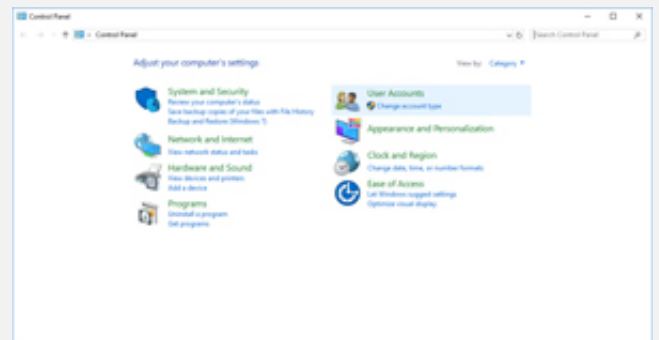 Control Panel
Control Panel
Search Control Panel
Adjust your computer's settings
View by: Category
System and Security
Review your computer's status
Save backup copies of your files with File History
Backup and Restore (Windows 7)
Network and Internet
View network status and tasks
Hardware and Sound
View devices and printers
Add a device
Programs
Uninstall a program
Get programs
User Accounts
Change account type
Appearance and Personalization
Clock and Region
Change date, time, or number formats
Ease of Access
Let Windows suggest settings
Optimize visual display